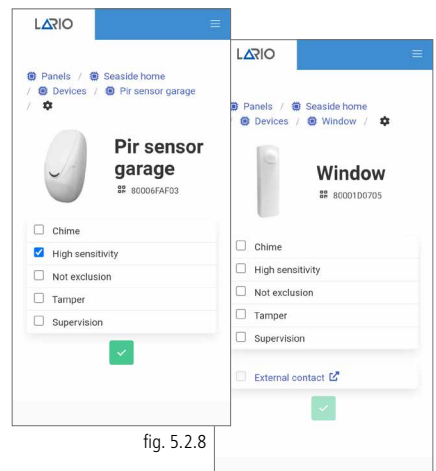 LARIO
Panels / Seaside home
/ Devices / Pir sensor garage
/
Pir sensor
garage
80006FAF03
Chime
High sensitivity
Not exclusion
Tamper
Supervision
fig. 5.2.8
LARIO
Panels / Seaside home
/ Devices / Window /
Window
80001D0705
Chime
High sensitivity
Not exclusion
Tamper
Supervision
External contact